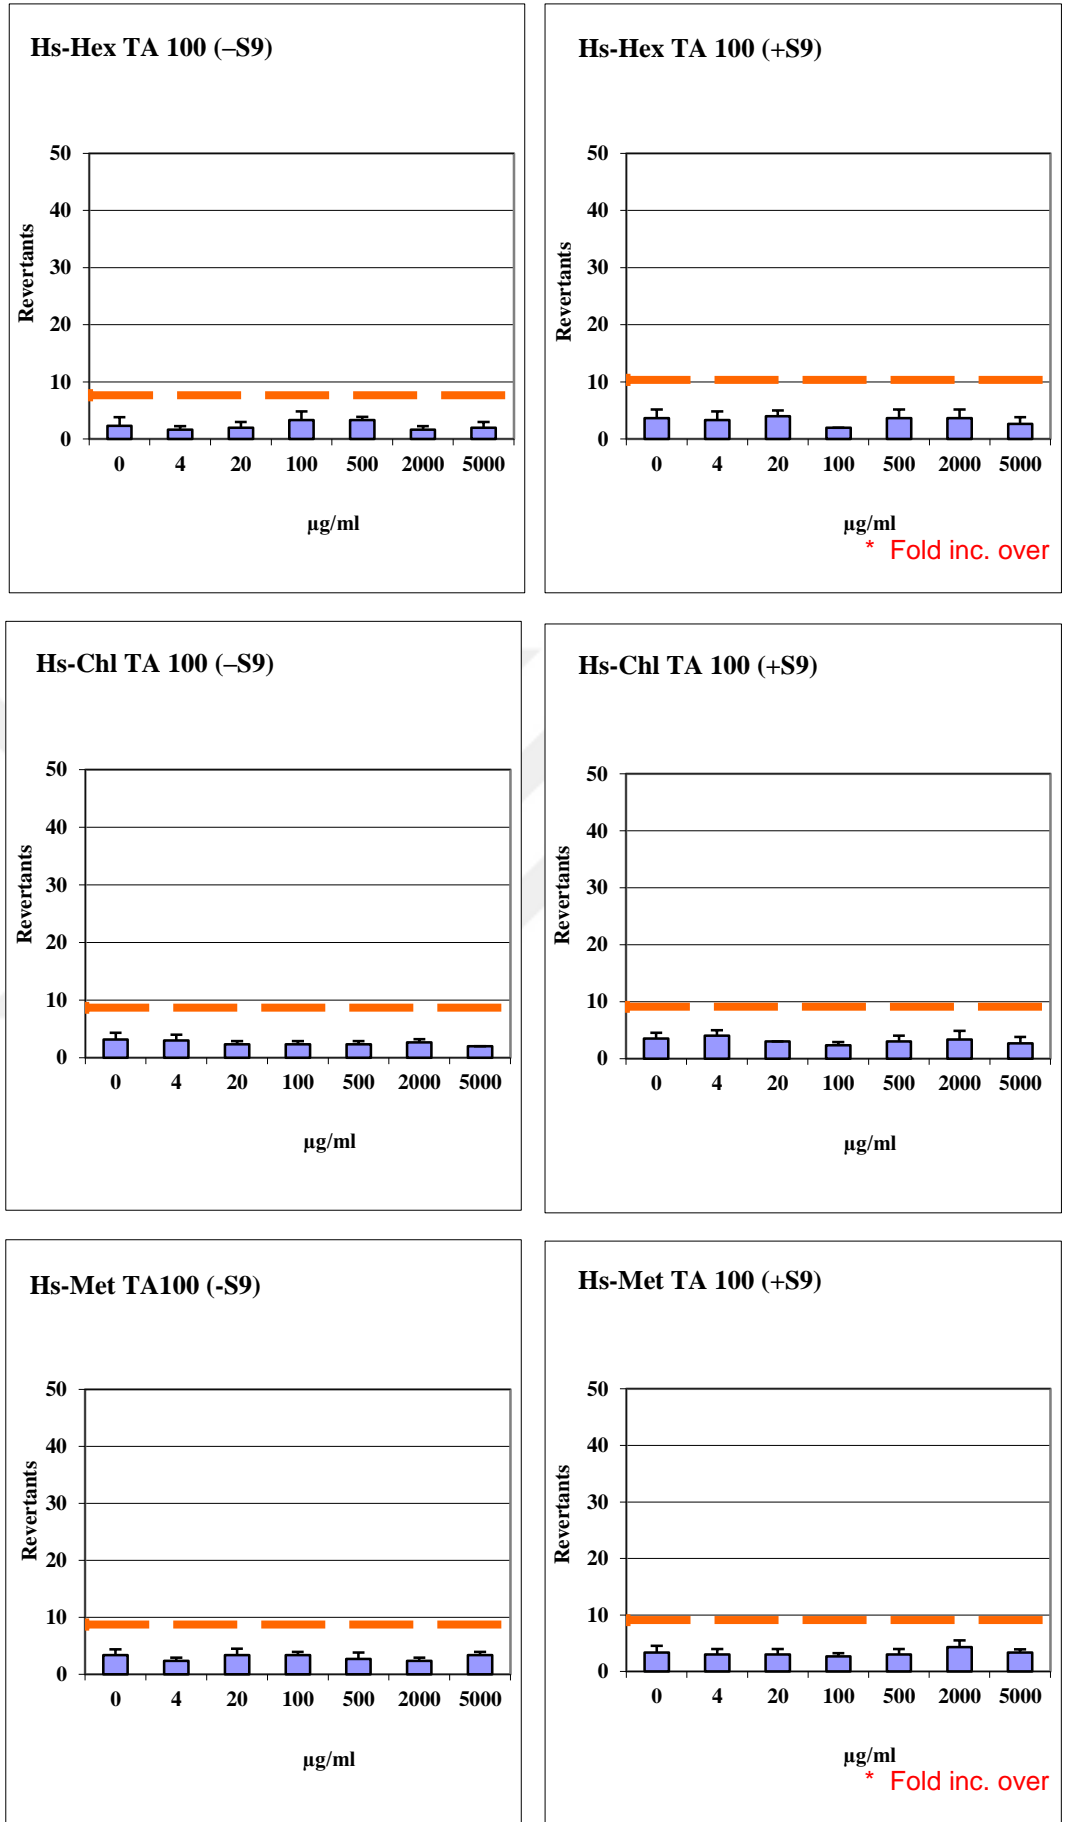 Hs-Hex TA 100 (–S9)
50
40
30
20
10
0
Revertants
0 4 20 100 500 2000 5000
µg/ml
Hs-Hex TA 100 (+S9)
50
40
30
20
10
0
Revertants
0 4 20 100 500 2000 5000
µg/ml
* Fold inc. over
Hs-Chl TA 100 (–S9)
50
40
30
20
10
0
Revertants
0 4 20 100 500 2000 5000
µg/ml
Hs-Chl TA 100 (+S9)
50
40
30
20
10
0
Revertants
0 4 20 100 500 2000 5000
µg/ml
Hs-Met TA100 (-S9)
50
40
30
20
10
0
Revertants
0 4 20 100 500 2000 5000
µg/ml
Hs-Met TA 100 (+S9)
50
40
30
20
10
0
Revertants
0 4 20 100 500 2000 5000
µg/ml
* Fold inc. over